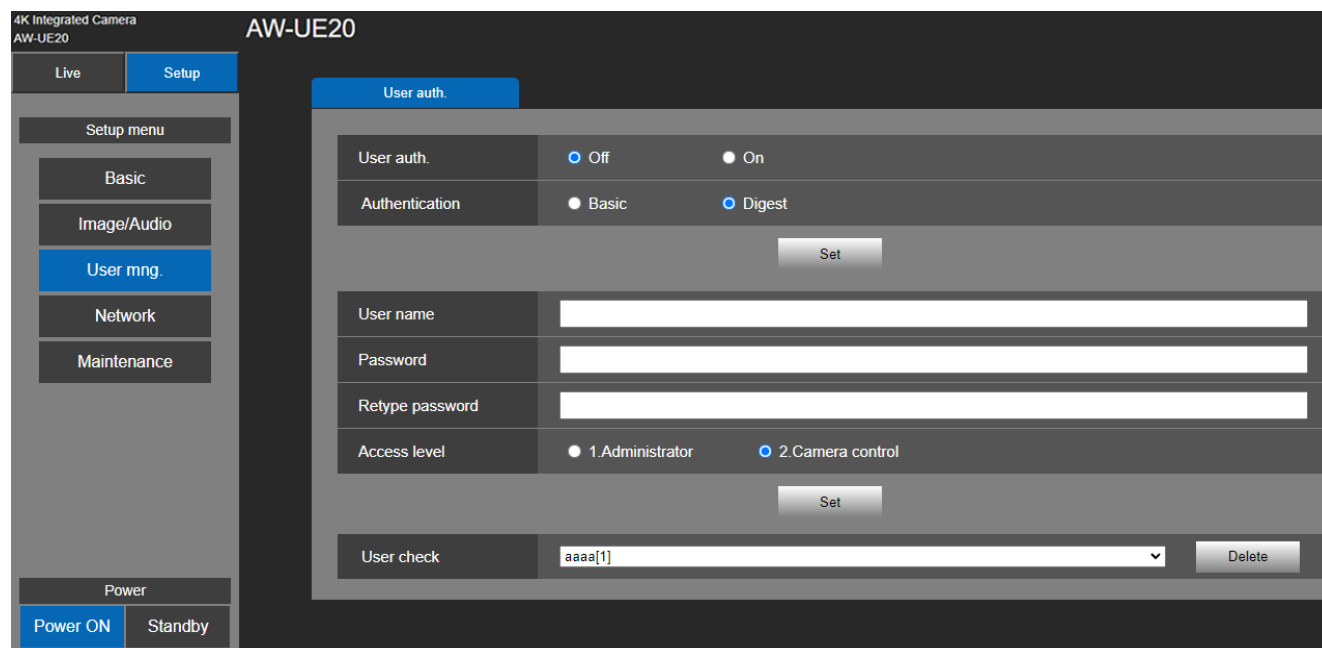 4K Integrated Camera
AW-UE20
AW-UE20
Live Setup
Setup menu
Basic
Image/Audio
User mng.
Network
Maintenance
Power
Power ON Standby
User auth.
User auth. Off On
Authentication Basic Digest
Set
User name
Password
Retype password
Access level 1.Administrator 2.Camera control
Set
User check aaaa[1] Delete